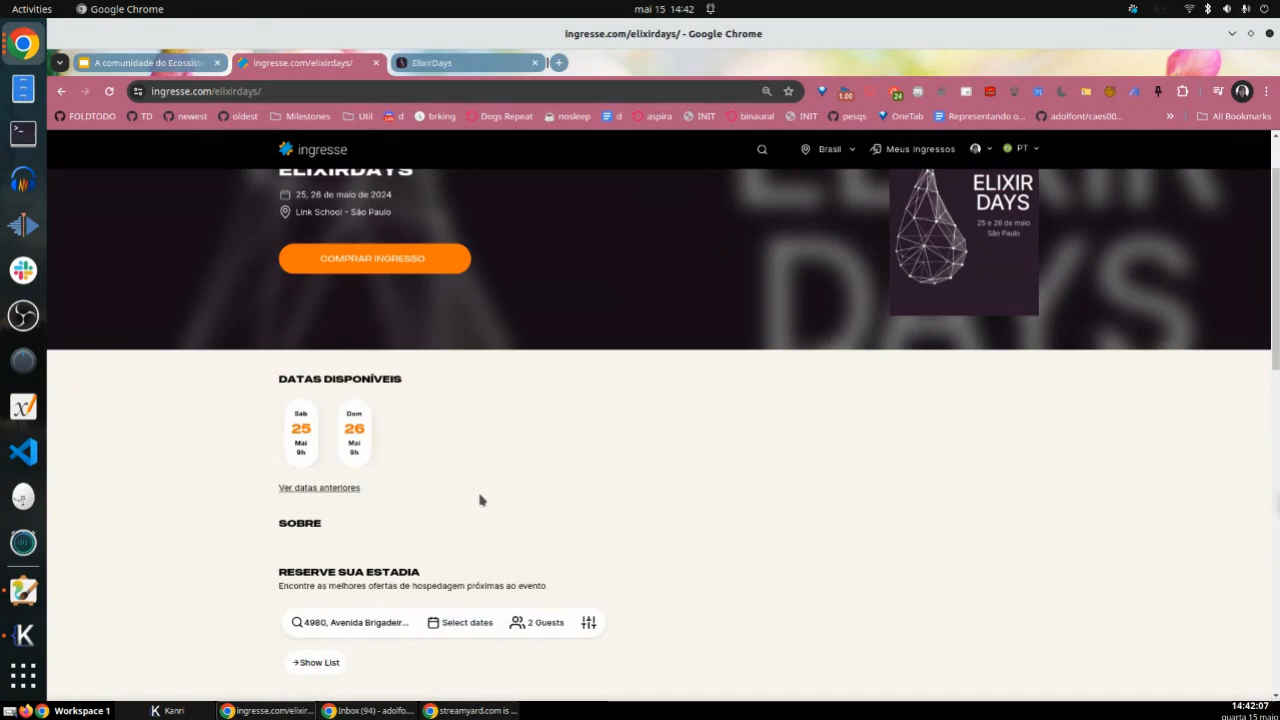 Activities
Google Chrome
mai 15 14:42
ingresse.com/elixirdays/ - Google Chrome
A comunidade do Ecossiste
ingresse.com/elixirdays/
ElixirDays
ingresse.com/elixirdays/
1.00
24
FOLDTODO
TD
newest
oldest
Milestones
Util
d
brking
Dogs Repeat
nosleep
d
aspira
INIT
binaural
INIT
pesqs
OneTab
Representando o...
adolfont/caes00...
All Bookmarks
ingresse
Brasil
Meus ingressos
PT
ELIXIRDAYS
25, 26 de maio de 2024
Link School - São Paulo
COMPRAR INGRESSO
ELIXIR
DAYS
25 e 26 de maio
São Paulo
DAYS
DATAS DISPONÍVEIS
Sáb
25
Mai
9h
Dom
26
Mai
9h
Ver datas anteriores
SOBRE
RESERVE SUA ESTADIA
Encontre as melhores ofertas de hospedagem próximas ao evento
4980, Avenida Brigadeir...
Select dates
2 Guests
Show List
Workspace 1
Kanri
ingresse.com/elixir...
Inbox (94) - adolfo....
streamyard.com is ...
14:42:07
quarta 15 maio